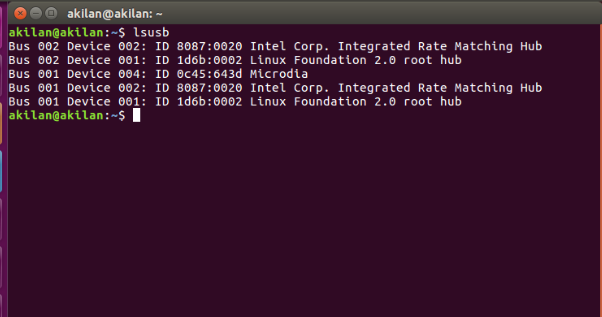 akilan@akilan: ~
akilan@akilan:~$ lsusb
Bus 002 Device 002: ID 8087:0020 Intel Corp. Integrated Rate Matching Hub
Bus 002 Device 001: ID 1d6b:0002 Linux Foundation 2.0 root hub
Bus 001 Device 004: ID 0c45:643d Microdia
Bus 001 Device 002: ID 8087:0020 Intel Corp. Integrated Rate Matching Hub
Bus 001 Device 001: ID 1d6b:0002 Linux Foundation 2.0 root hub
akilan@akilan:~$